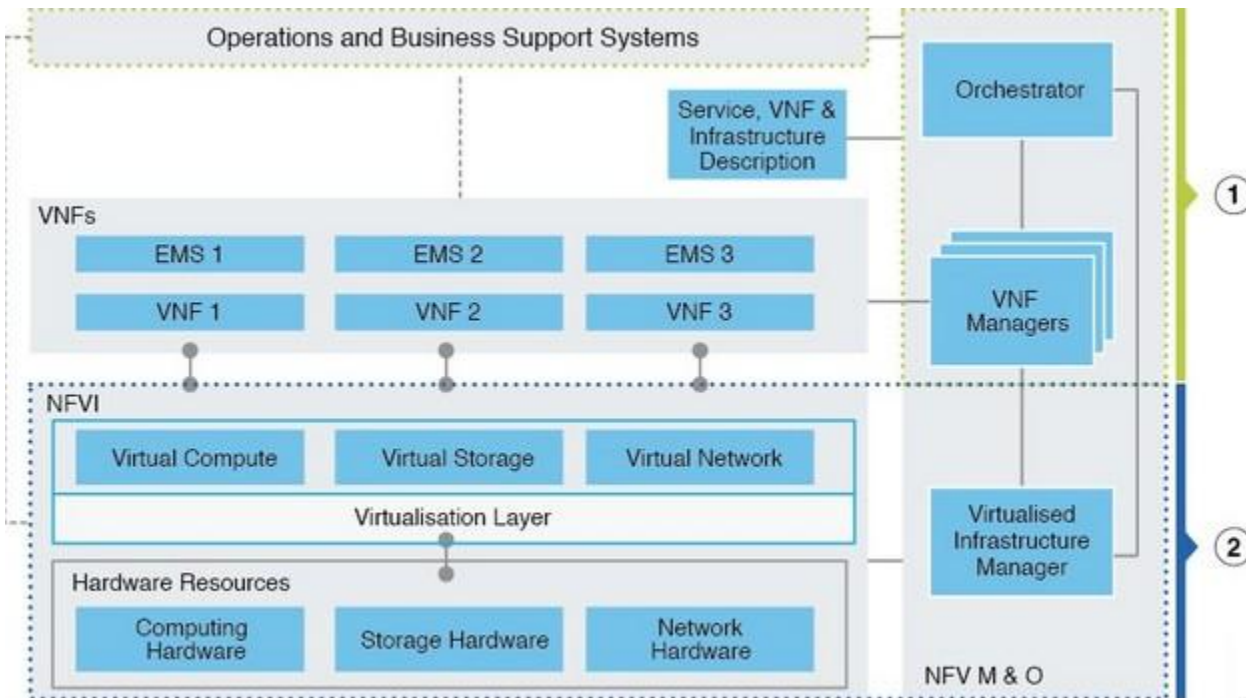 Operations and Business Support Systems
Orchestrator
Service, VNF &
Infrastructure
Description
1
VNFs
EMS 1
EMS 2
EMS 3
VNF 1
VNF 2
VNF 3
VNF
Managers
NFVI
Virtual Compute
Virtual Storage
Virtual Network
Virtualisation Layer
Virtualised
Infrastructure
Manager
2
Hardware Resources
Computing
Hardware
Storage Hardware
Network
Hardware
NFV M & O